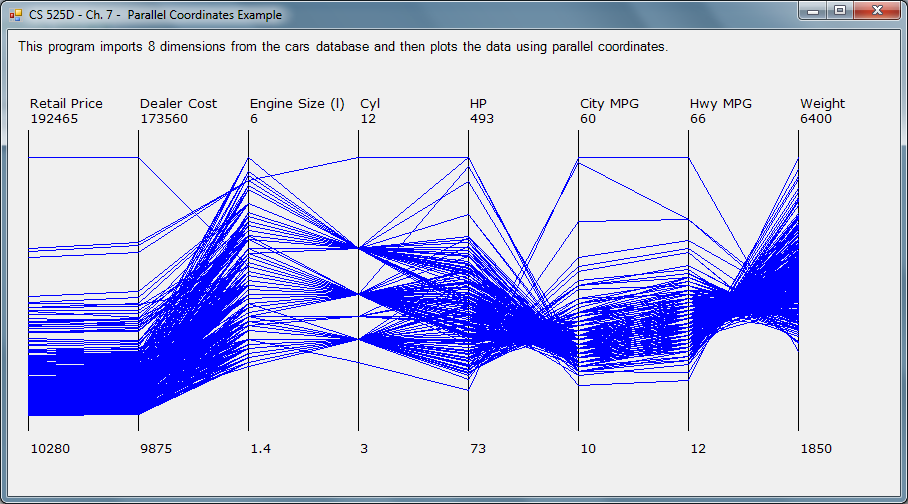 CS 525D - Ch. 7 - Parallel Coordinates Example
This program imports 8 dimensions from the cars database and then plots the data using parallel coordinates.
Retail Price Dealer Cost Engine Size (l) Cyl HP City MPG Hwy MPG Weight
192465 173560 6 12 493 60 66 6400
10280 9875 1.4 3 73 10 12 1850